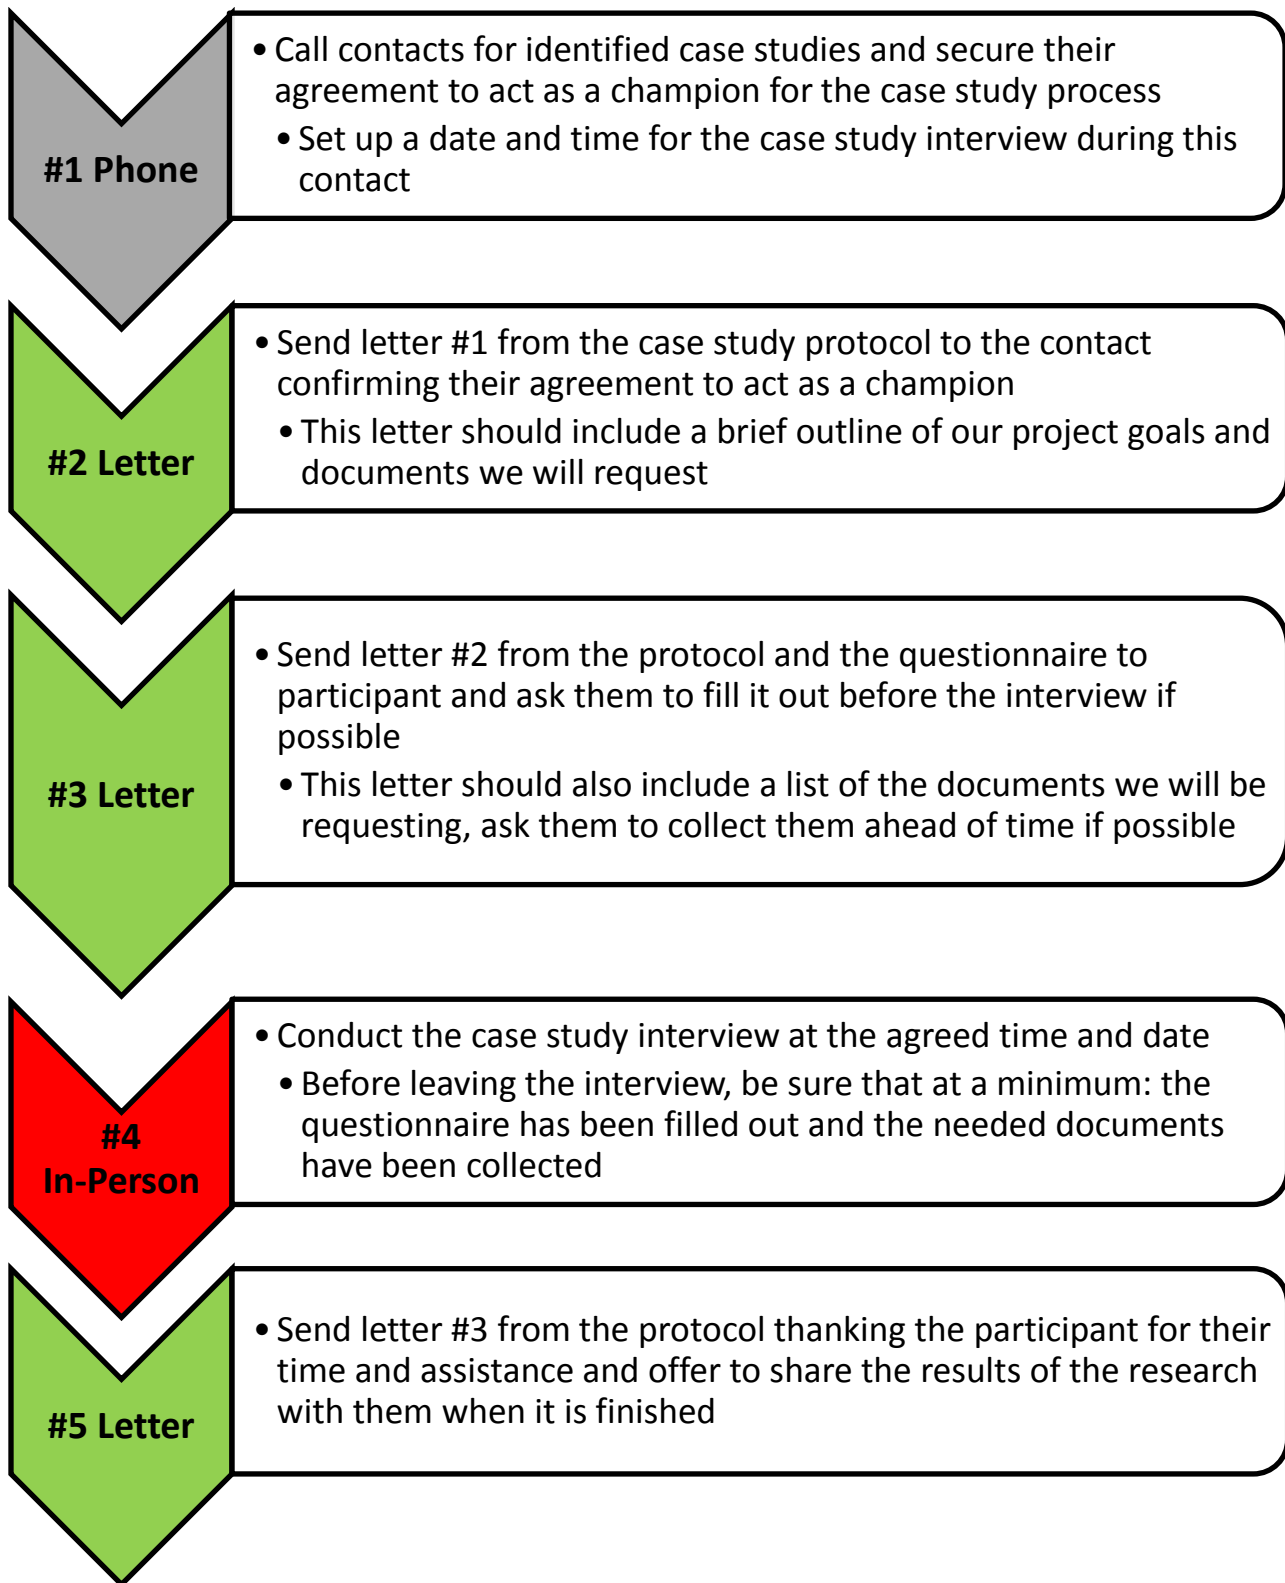 #1 Phone
• Call contacts for identified case studies and secure their
agreement to act as a champion for the case study process
• Set up a date and time for the case study interview during this
contact
#2 Letter
• Send letter #1 from the case study protocol to the contact
confirming their agreement to act as a champion
• This letter should include a brief outline of our project goals and
documents we will request
#3 Letter
• Send letter #2 from the protocol and the questionnaire to
participant and ask them to fill it out before the interview if
possible
• This letter should also include a list of the documents we will be
requesting, ask them to collect them ahead of time if possible
#4
In-Person
• Conduct the case study interview at the agreed time and date
• Before leaving the interview, be sure that at a minimum: the
questionnaire has been filled out and the needed documents
have been collected
#5 Letter
• Send letter #3 from the protocol thanking the participant for their
time and assistance and offer to share the results of the research
with them when it is finished